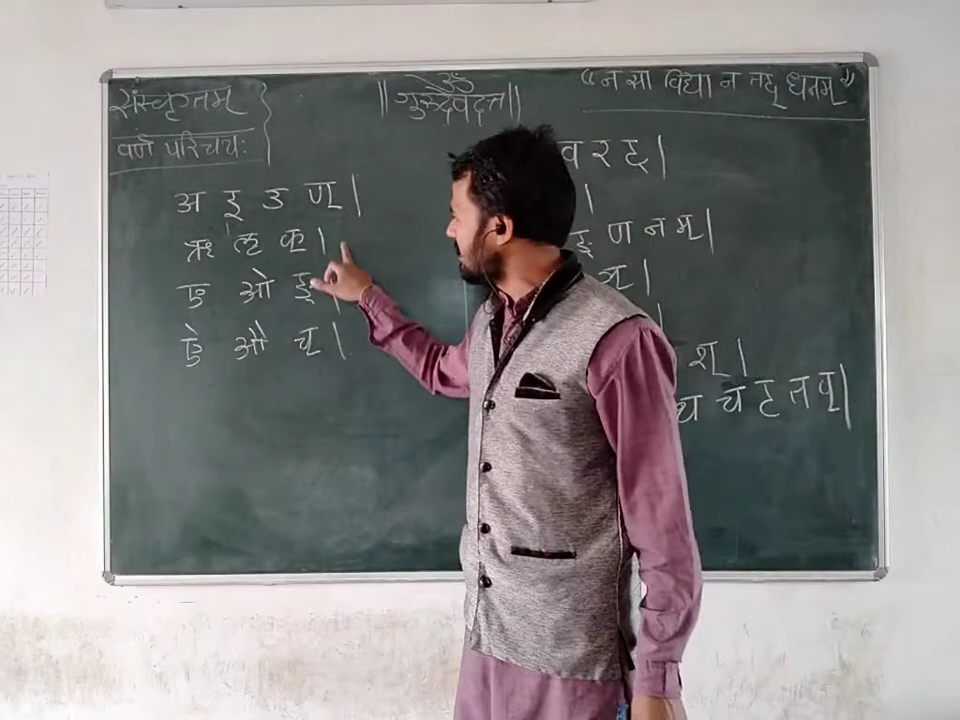 संस्कृतम्
वर्ण परिचयः
ॐ
॥गुरुर्देवदत्त॥
“न सा विद्या न तद् धनम्”
अ इ उ ण्।
ऋ ऌ क्।
ए ओ ङ्।
ऐ औ च्।
व र ट्।
।
ङ ण न म्।
ञ्।
।
श्।
च ट त व्।